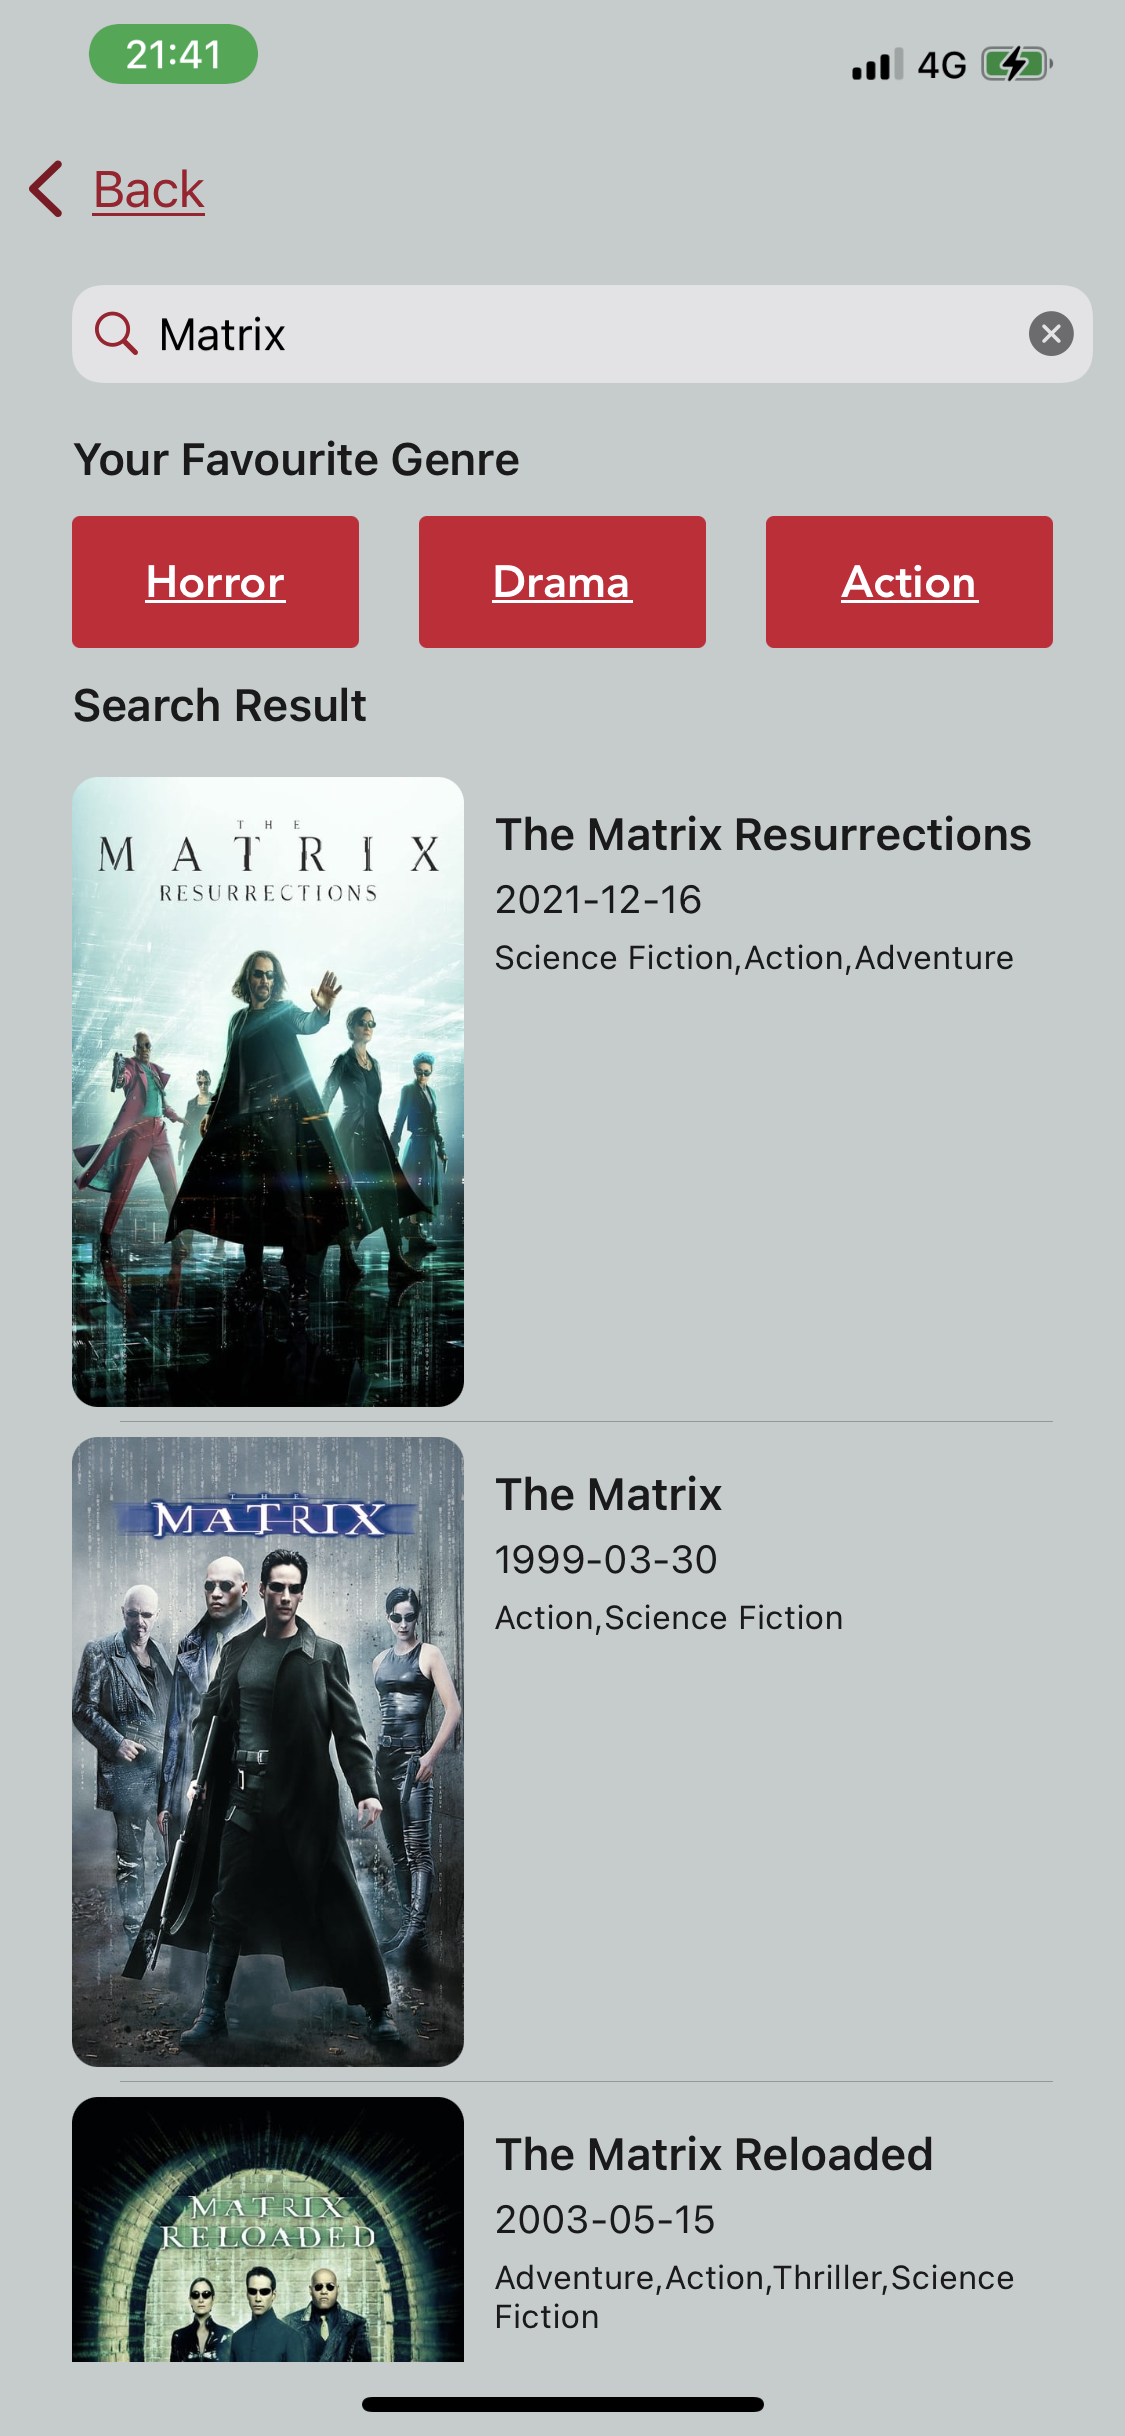 21:41
4G
Back
Matrix
Your Favourite Genre
Horror Drama Action
Search Result
THE
MATRIX
RESURRECTIONS
The Matrix Resurrections
2021-12-16
Science Fiction,Action,Adventure
THE
MATRIX
The Matrix
1999-03-30
Action,Science Fiction
MATRIX
RELOADED
The Matrix Reloaded
2003-05-15
Adventure,Action,Thriller,Science
Fiction